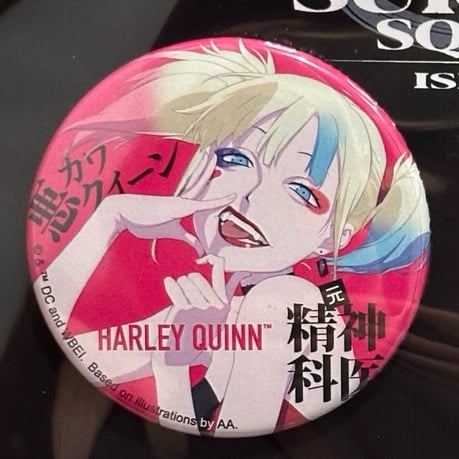 SUI
SQ
IS
悪カワ
クィーン
HARLEY QUINN™
元
精神
科医
© & ™ DC and WBEI. Based on illustrations by AA.